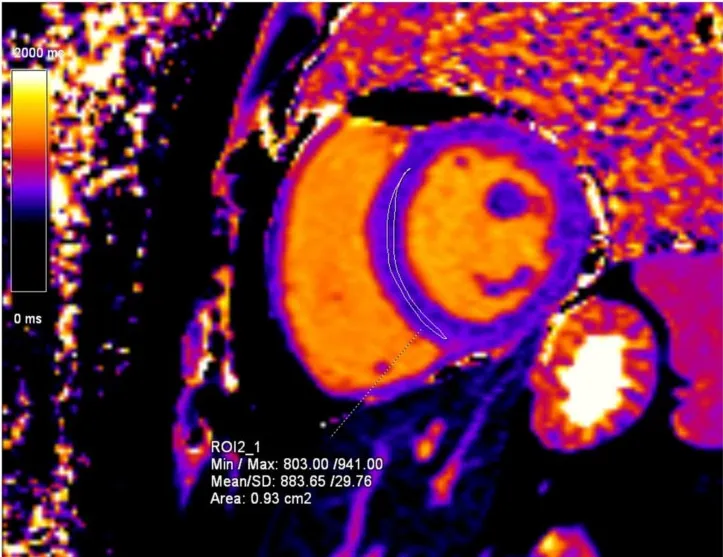 2000 ms
0 ms
ROI2_1
Min / Max: 803.00 /941.00
Mean/SD: 883.65 /29.76
Area: 0.93 cm2